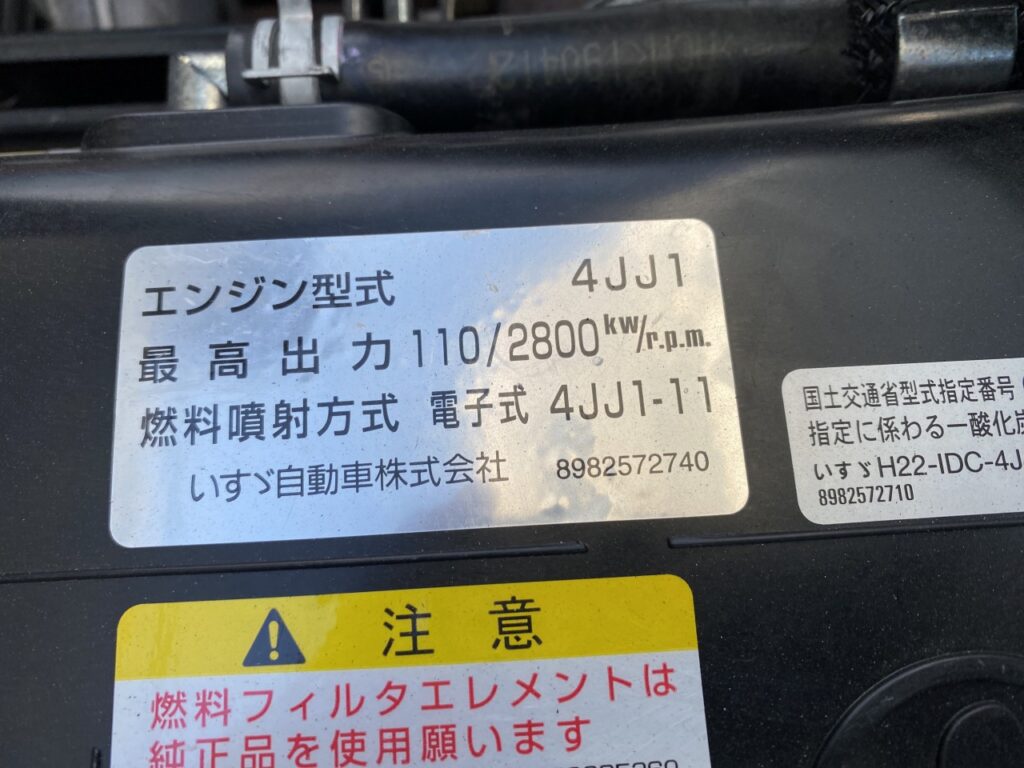 エンジン型式 4JJ1
最高出力 110/2800kw/r.p.m.
燃料噴射方式 電子式 4JJ1-11
いすゞ自動車株式会社 8982572740
国土交通省型式指定番号
指定に係わる一酸化炭
いすゞH22-IDC-4J
8982572710
注意
燃料フィルタエレメントは
純正品を使用願います